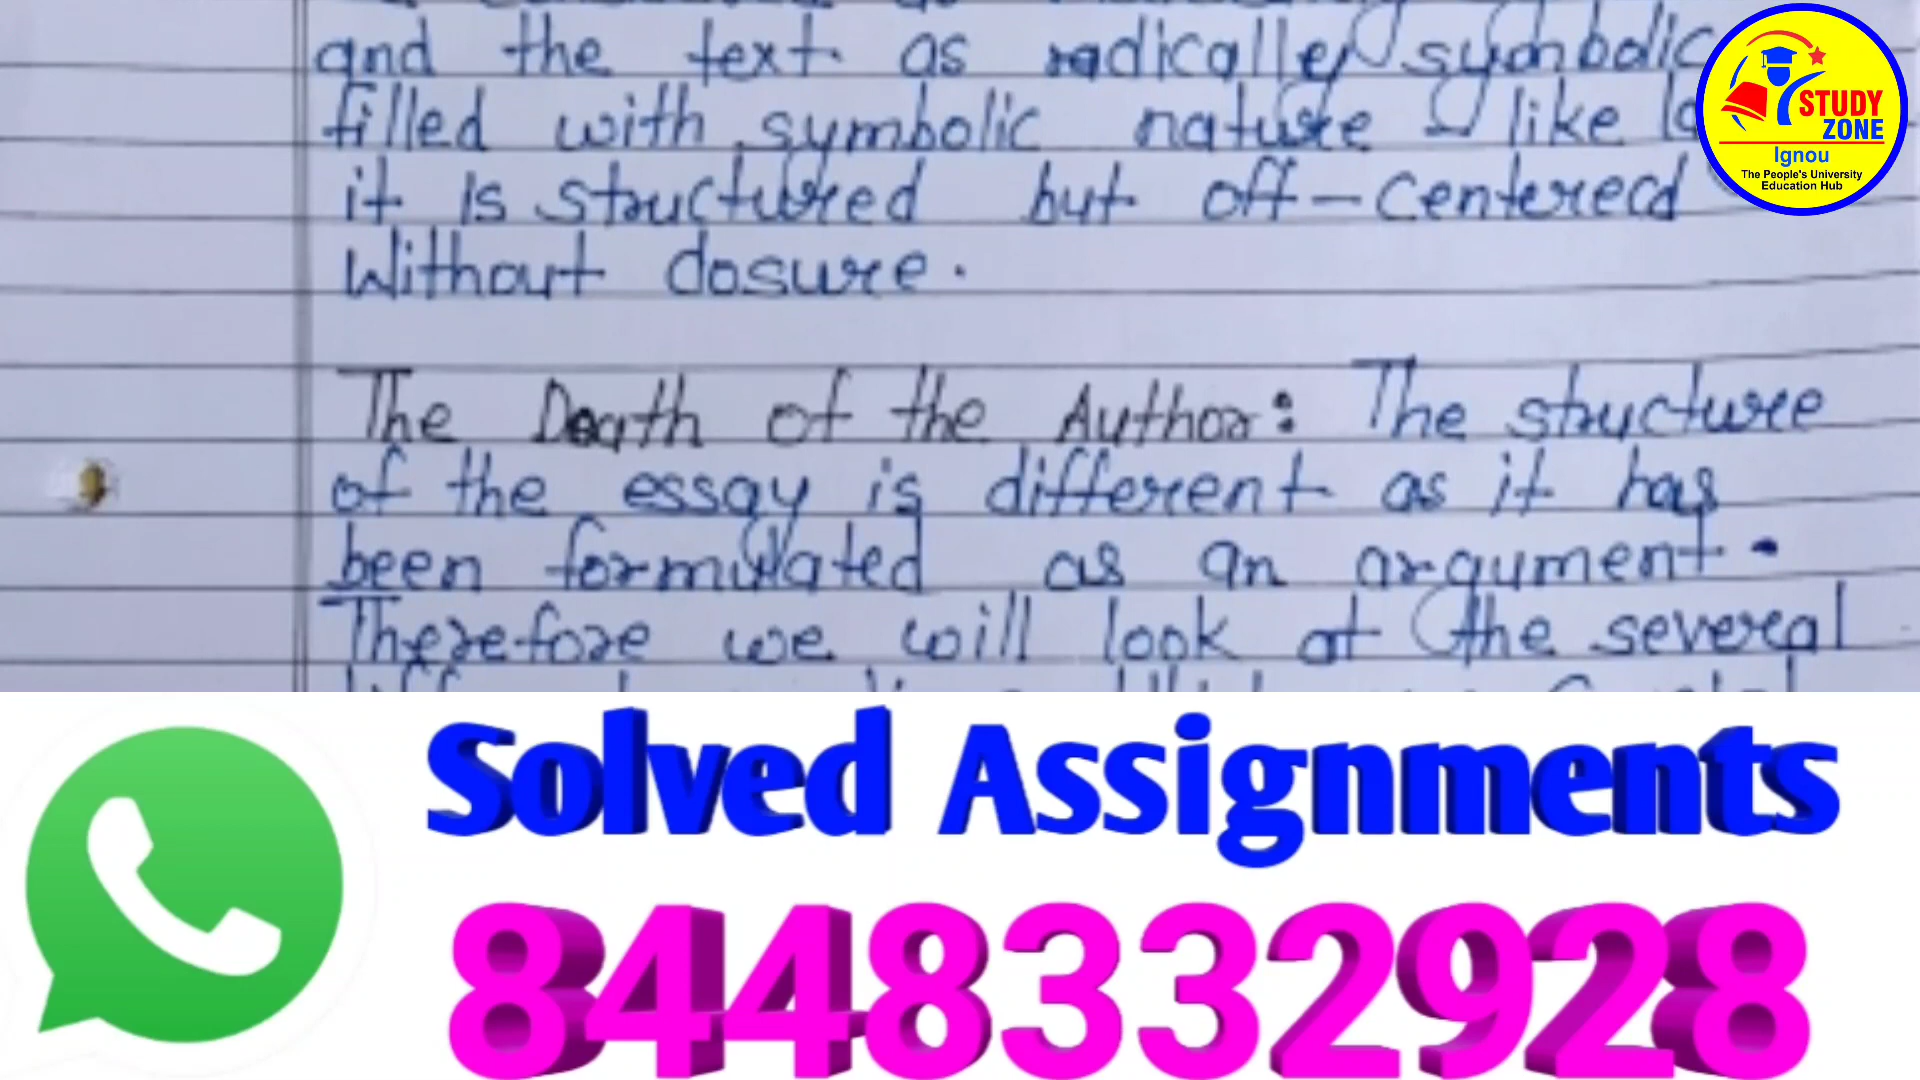 and the text as radically symbolic
filled with symbolic nature - like
it is structured but off-centered
Without dosure.
The Death of the Author: The structure
of the essay is different as it has
been formulated as an argument.
Therefore we will look at the several
STUDY
ZONE
Ignou
The People's University
Education Hub
Solved Assignments
8448332928